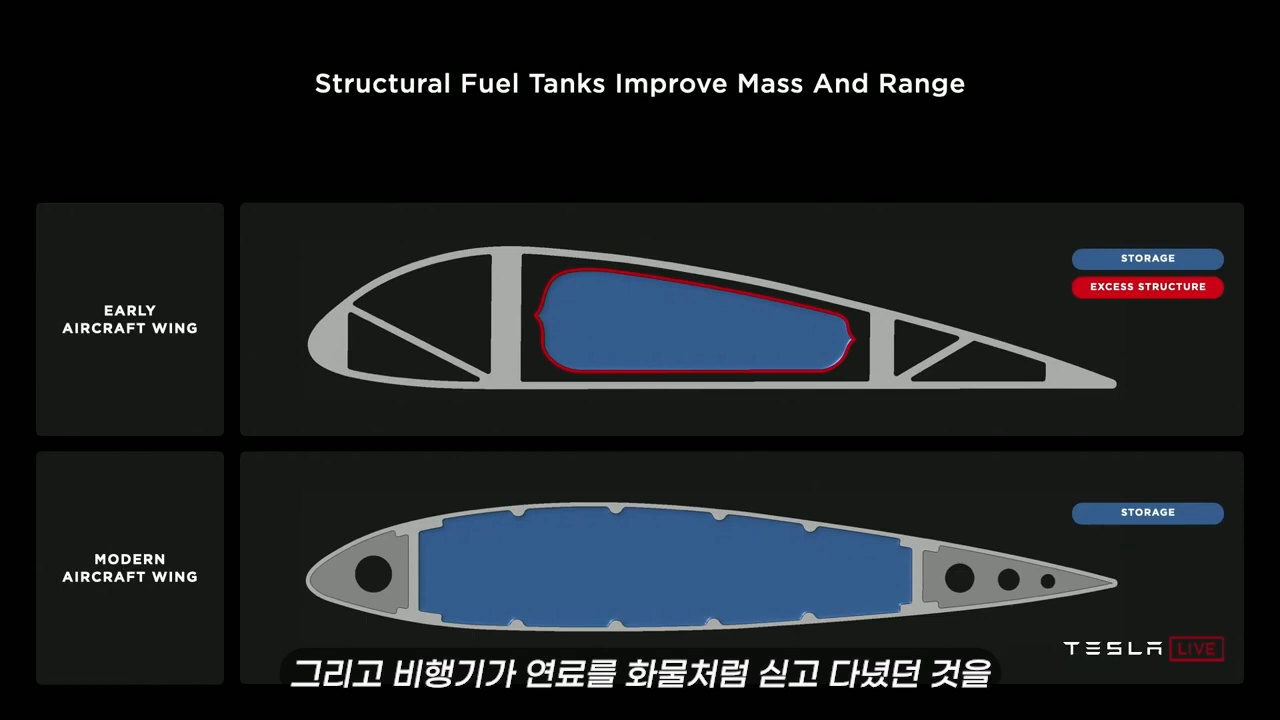 Structural Fuel Tanks Improve Mass And Range
EARLY
AIRCRAFT WING
STORAGE
EXCESS STRUCTURE
MODERN
AIRCRAFT WING
STORAGE
TESLA LIVE
그리고 비행기가 연료를 화물처럼 싣고 다녔던 것을